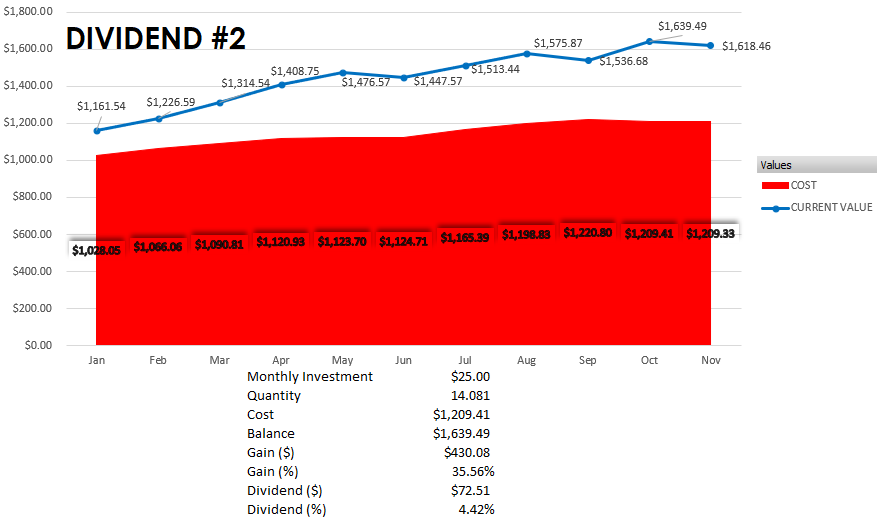 $1,800.00
DIVIDEND #2
$1,600.00
$1,400.00
$1,200.00
$1,000.00
$800.00
$600.00
$400.00
$200.00
$0.00
$1,161.54
$1,226.59
$1,314.54
$1,408.75
$1,476.57
$1,447.57
$1,513.44
$1,575.87
$1,536.68
$1,639.49
$1,618.46
$1,028.05
$1,066.06
$1,090.81
$1,120.93
$1,123.70
$1,124.71
$1,165.39
$1,198.83
$1,220.80
$1,209.41
$1,209.33
Jan Feb Mar Apr May Jun Jul Aug Sep Oct Nov
Values
COST
CURRENT VALUE
Monthly Investment $25.00
Quantity 14.081
Cost $1,209.41
Balance $1,639.49
Gain ($) $430.08
Gain (%) 35.56%
Dividend ($) $72.51
Dividend (%) 4.42%